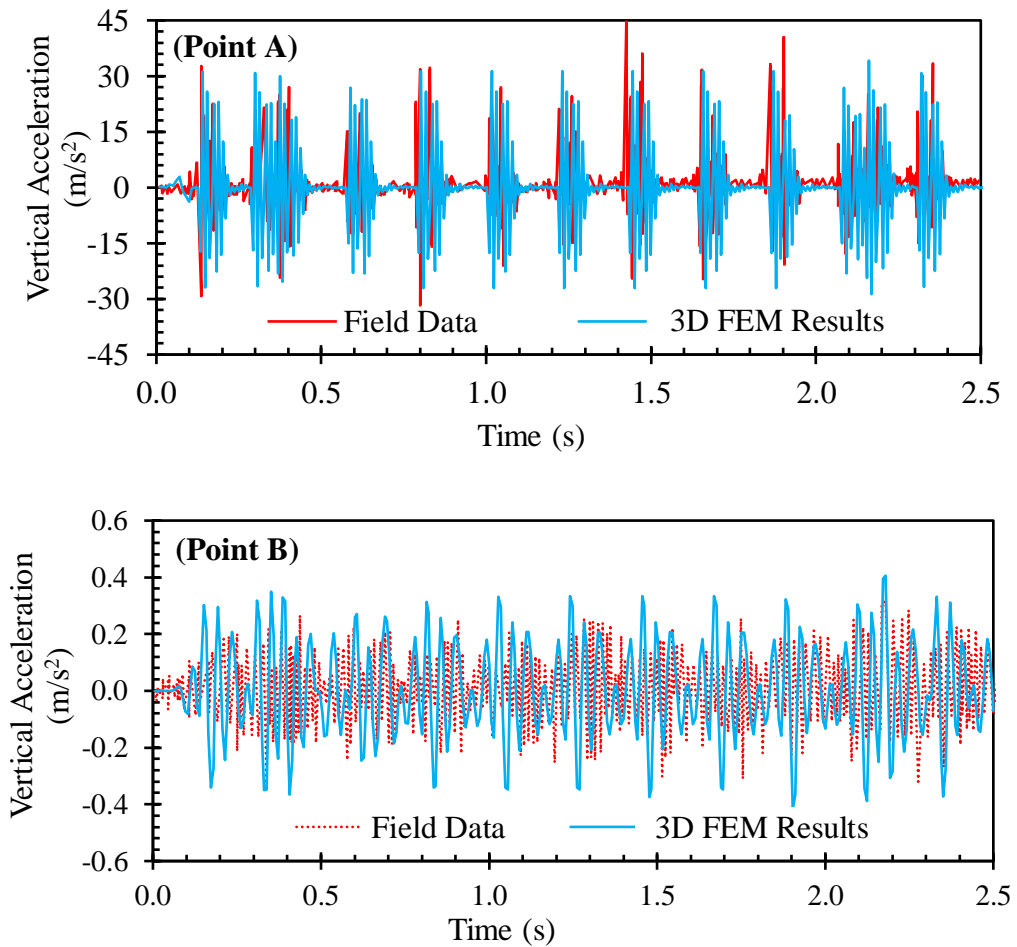 (Point A)
Vertical Acceleration
(m/s²)
45
30
15
0
-15
-30
-45
Field Data
3D FEM Results
0.0 0.5 1.0 1.5 2.0 2.5
Time (s)
(Point B)
Vertical Acceleration
(m/s²)
0.6
0.4
0.2
0.0
-0.2
-0.4
-0.6
Field Data
3D FEM Results
0.0 0.5 1.0 1.5 2.0 2.5
Time (s)